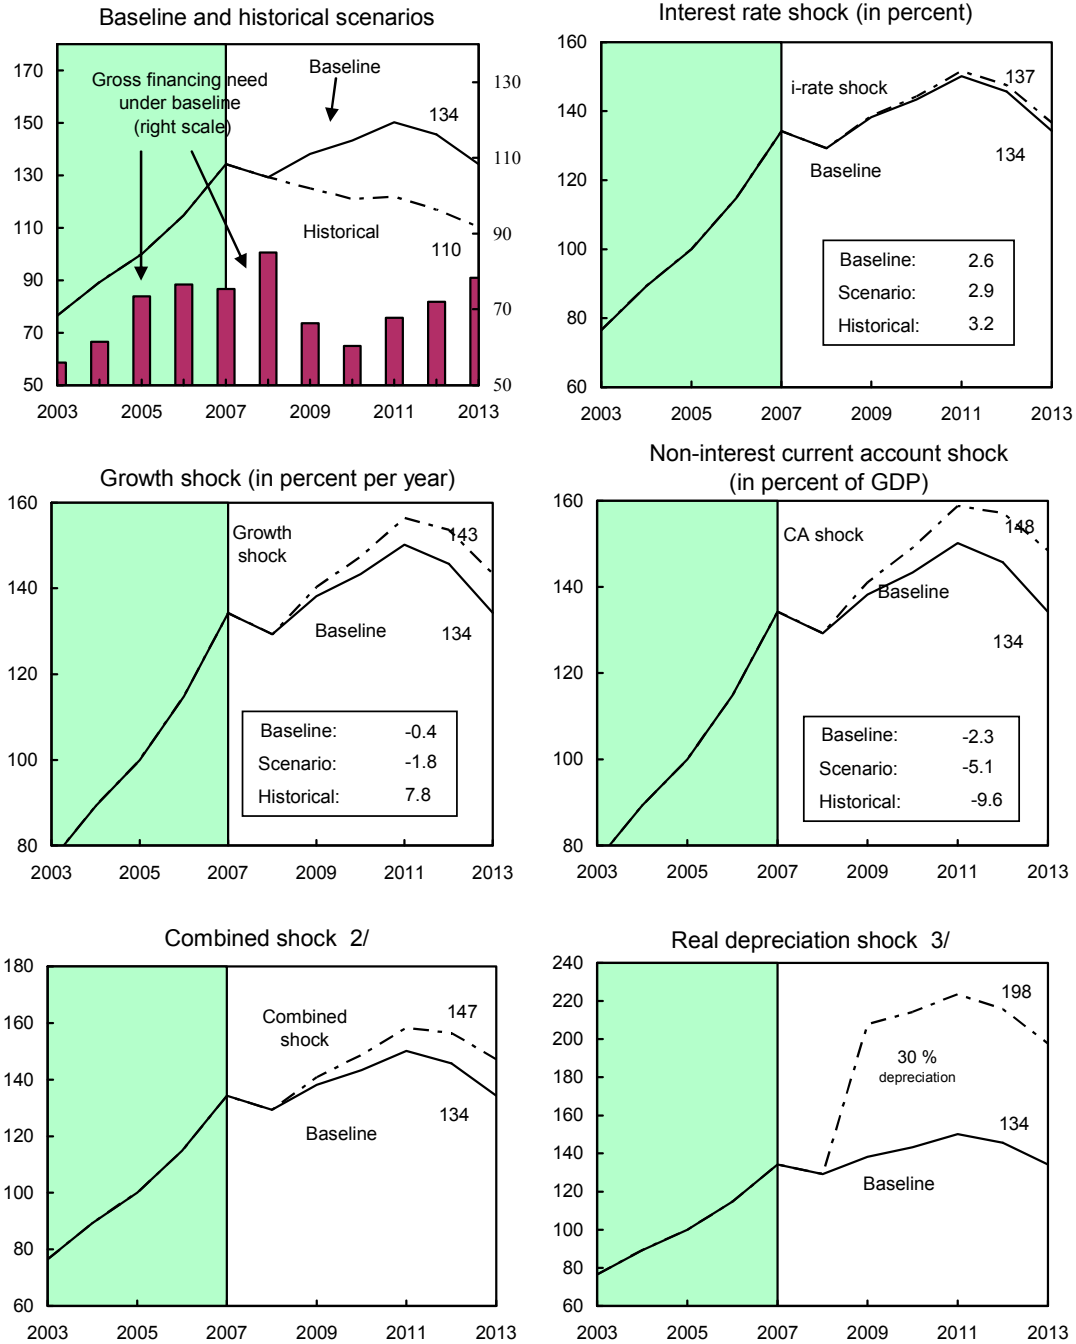 Baseline and historical scenarios
170
150
130
110
90
70
50
130
110
90
70
50
Gross financing need
under baseline
(right scale)
Baseline
134
Historical
110
2003 2005 2007 2009 2011 2013
Interest rate shock (in percent)
160
140
120
100
80
60
i-rate shock
137
Baseline
134
Baseline: 2.6
Scenario: 2.9
Historical: 3.2
2003 2005 2007 2009 2011 2013
Growth shock (in percent per year)
160
140
120
100
80
Growth
shock
143
Baseline
134
Baseline: -0.4
Scenario: -1.8
Historical: 7.8
2003 2005 2007 2009 2011 2013
Non-interest current account shock
(in percent of GDP)
160
140
120
100
80
CA shock
148
Baseline
134
Baseline: -2.3
Scenario: -5.1
Historical: -9.6
2003 2005 2007 2009 2011 2013
Combined shock 2/
180
160
140
120
100
80
60
Combined
shock
147
134
Baseline
2003 2005 2007 2009 2011 2013
Real depreciation shock 3/
240
220
200
180
160
140
120
100
80
60
198
30 %
depreciation
134
Baseline
2003 2005 2007 2009 2011 2013